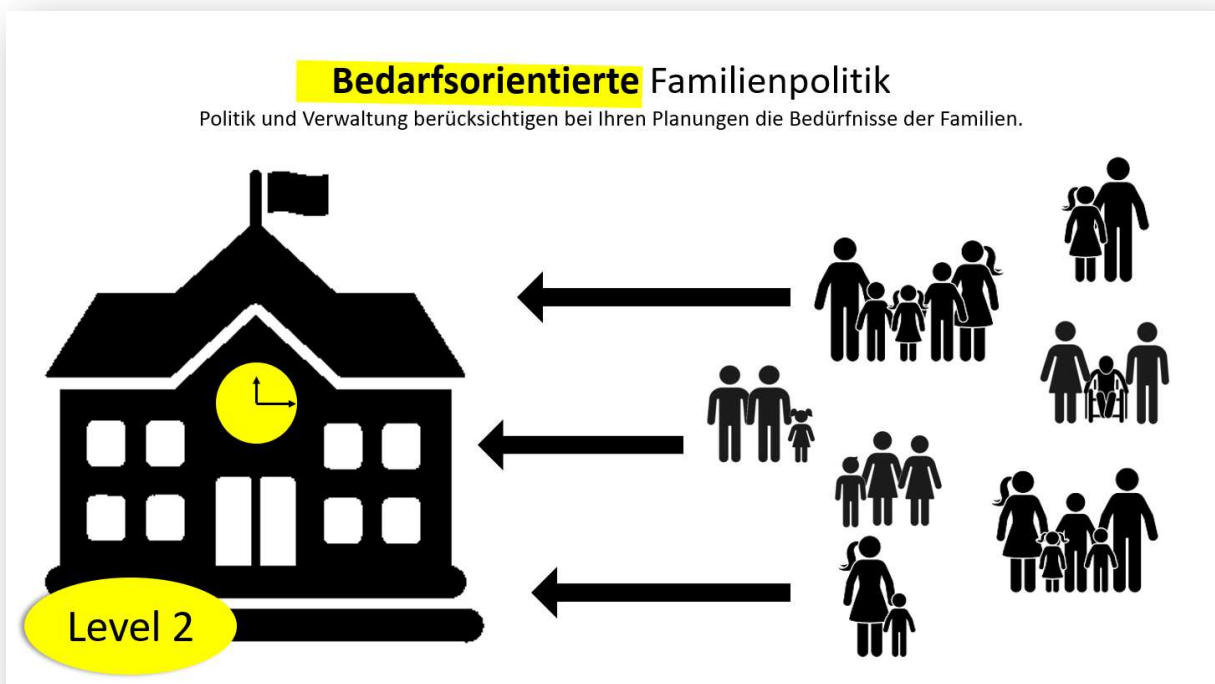 Bedarfsorientierte Familienpolitik
Politik und Verwaltung berücksichtigen bei Ihren Planungen die Bedürfnisse der Familien.
Level 2